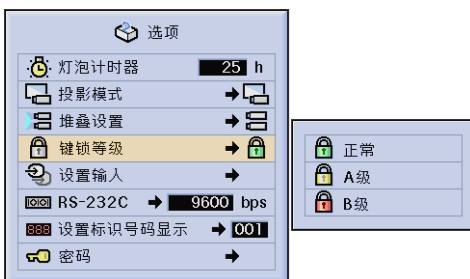 选项
灯泡计时器 25 h
投影模式
堆叠设置
键锁等级
设置输入
RS-232C 9600 bps
888 设置标识号码显示 001
密码
正常
A级
B级